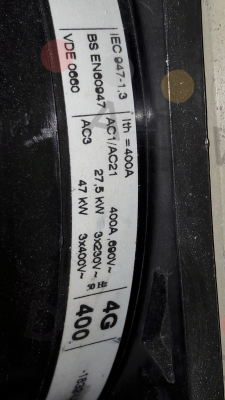 IEC 947-1,3 Ith =400A
BS EN60947 AC1/AC21 400A ,690V~
27,5 kW 3x230V~
VDE 0660 AC3 47 kW 3x400V~
50 Hz
4G
400